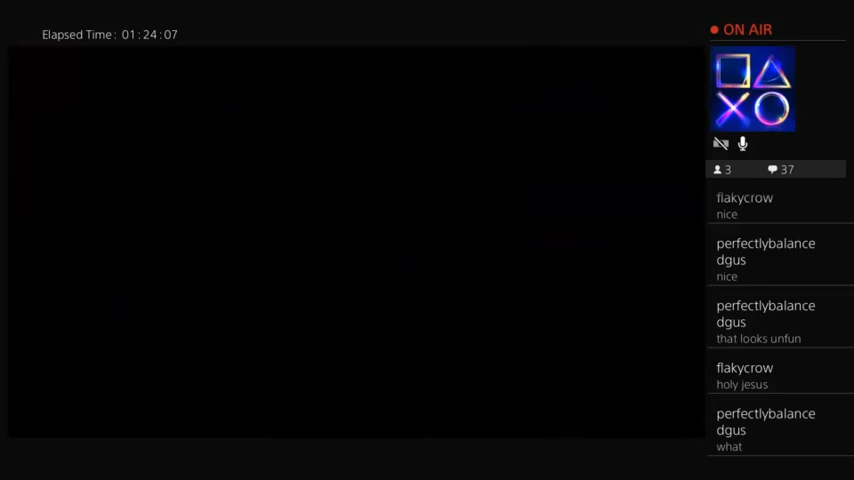 Elapsed Time: 01:24:07
ON AIR
3 37
flakycrow
nice
perfectlybalance
dgus
nice
perfectlybalance
dgus
that looks unfun
flakycrow
holy jesus
perfectlybalance
dgus
what